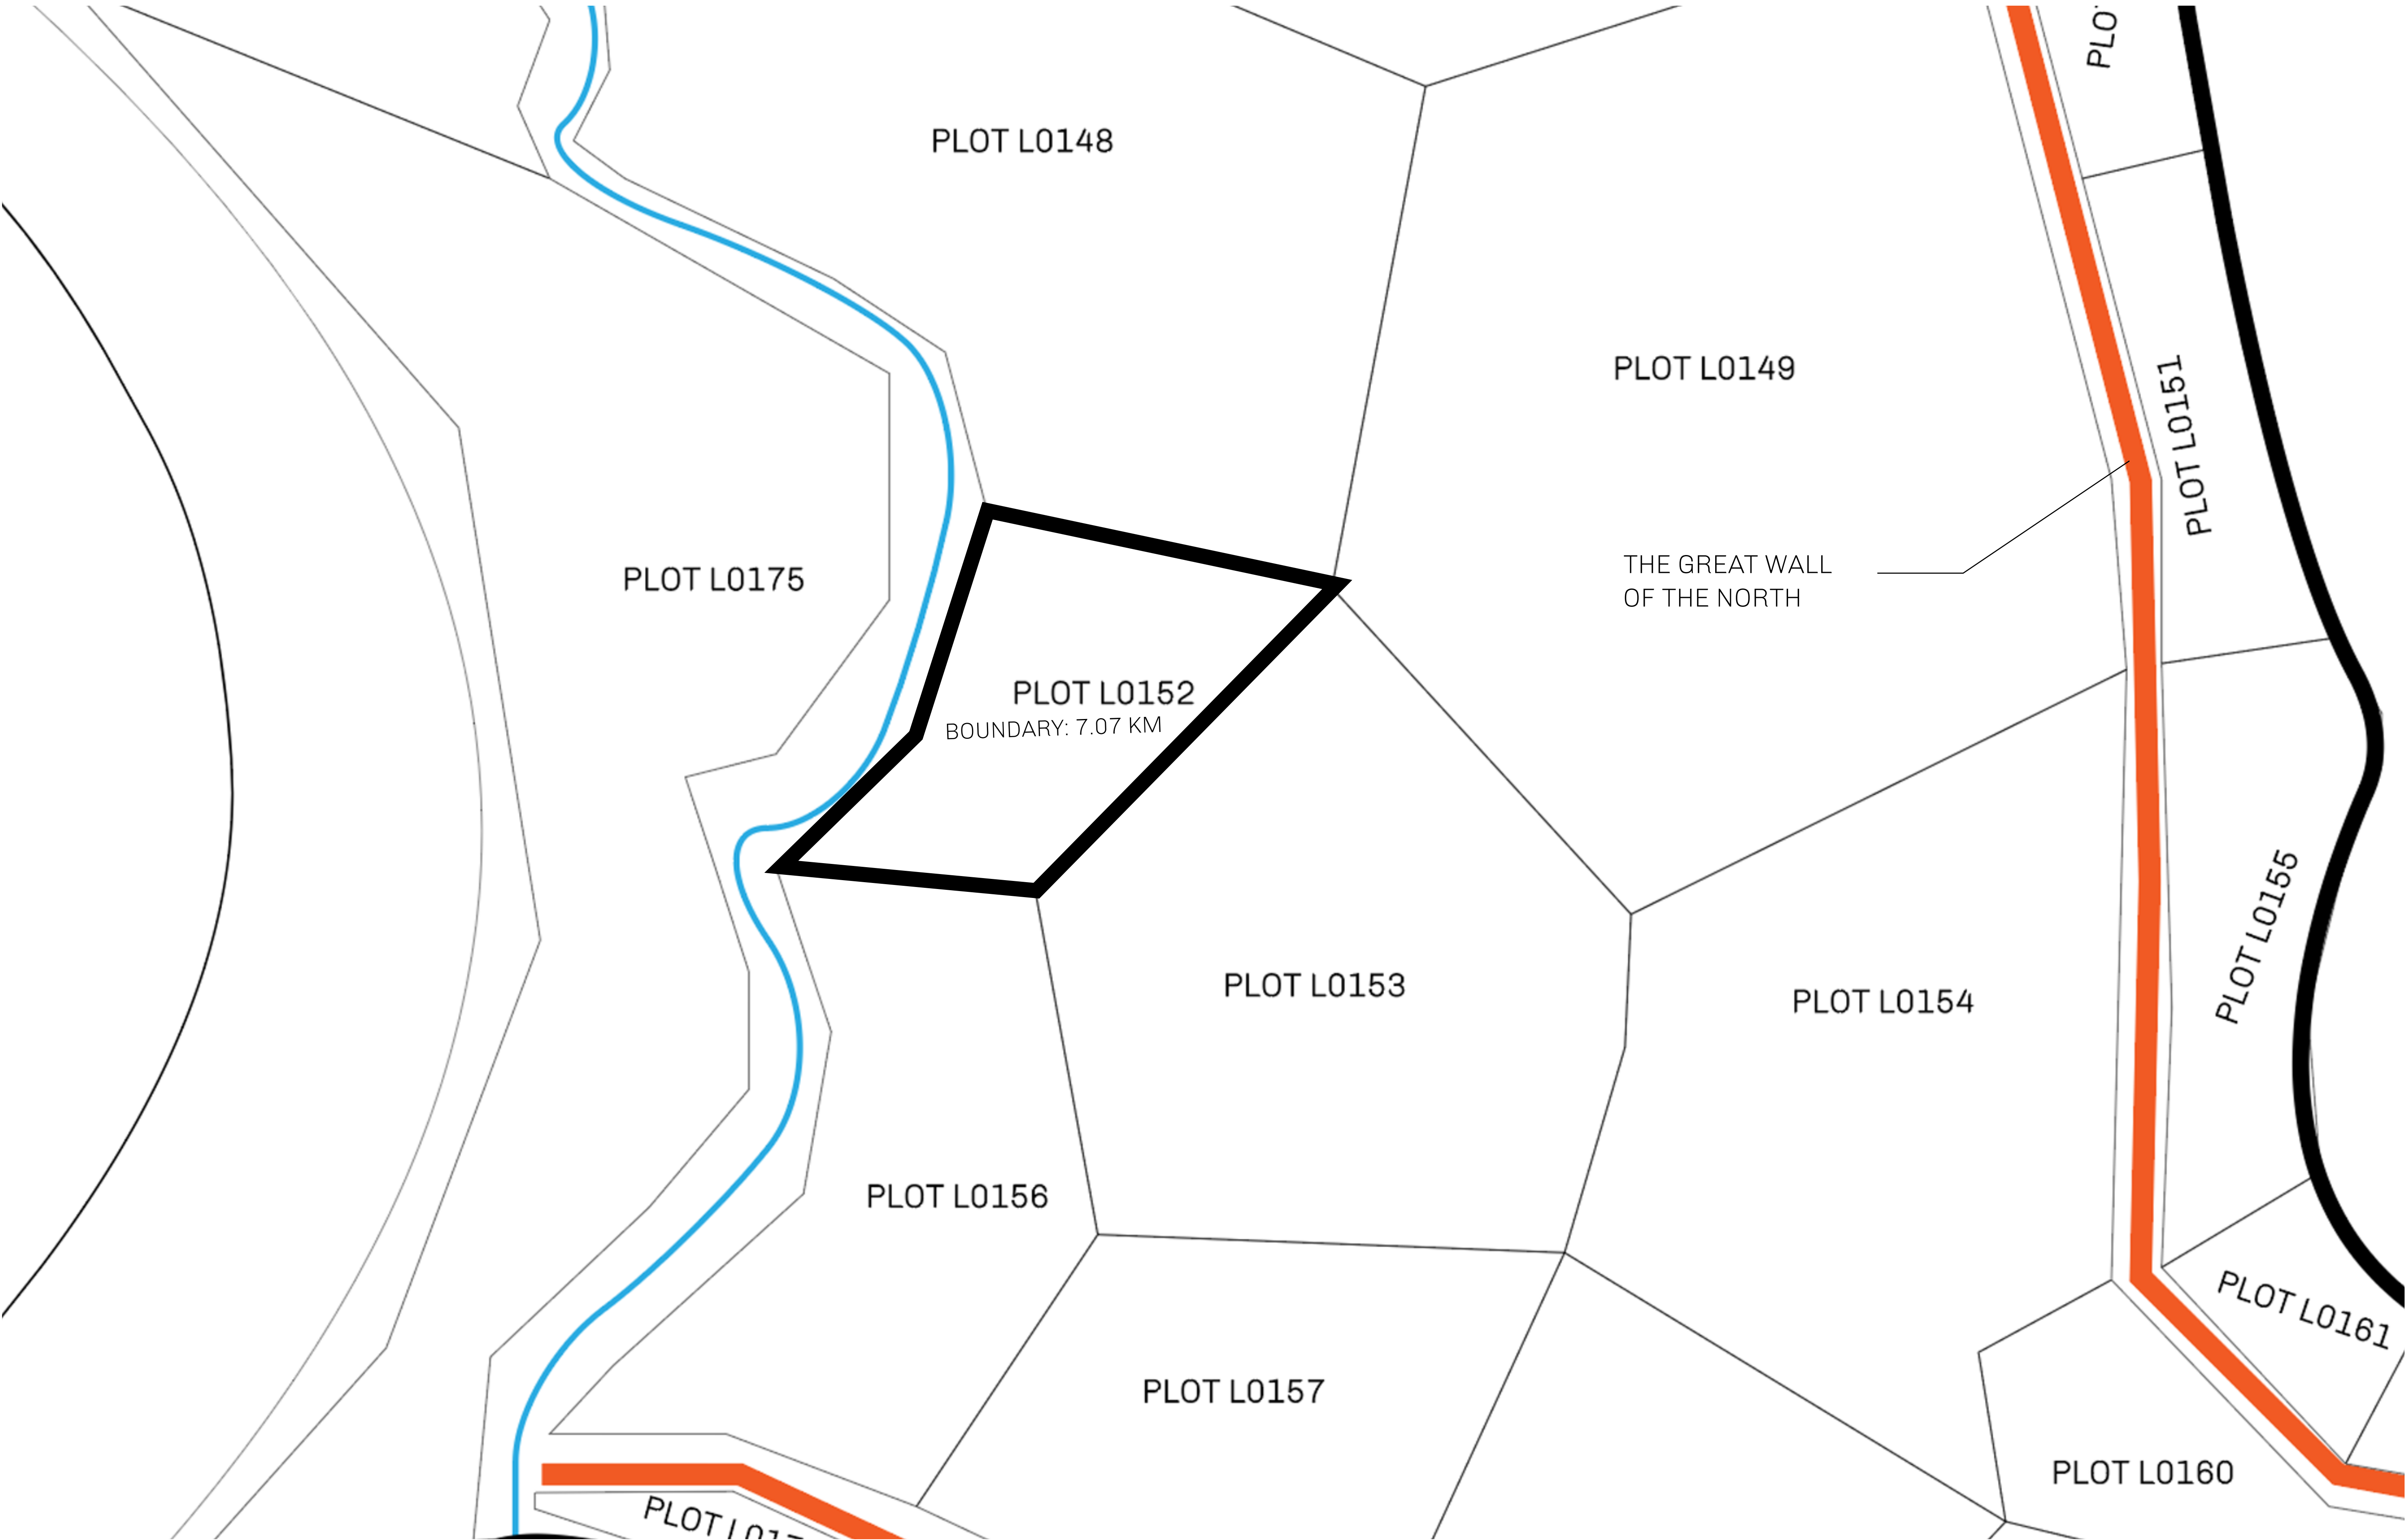 PLOT L0148
PLOT L0149
PLOT L0151
THE GREAT WALL
OF THE NORTH
PLOT L0175
PLOT L0152
BOUNDARY: 7.07 KM
PLOT L0155
PLOT L0153
PLOT L0154
PLOT L0156
PLOT L0161
PLOT L0157
PLOT L0160
PLOT